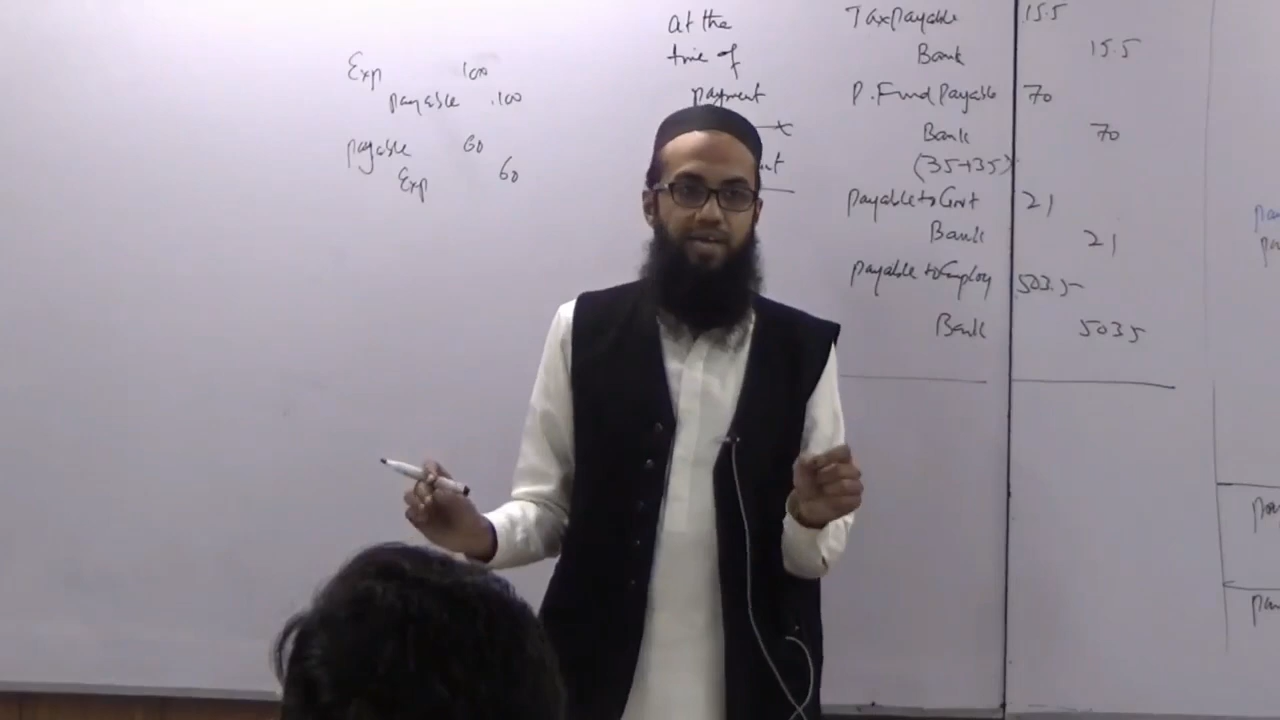 Exp 100
payable 100
payable 60
Exp 60
at the
time of
payment
Tax payable 15.5
Bank 15.5
P. Fund Payable 70
Bank 70
(35+35)
payable to Govt 21
Bank 21
payable to Employ 503.5
Bank 5035